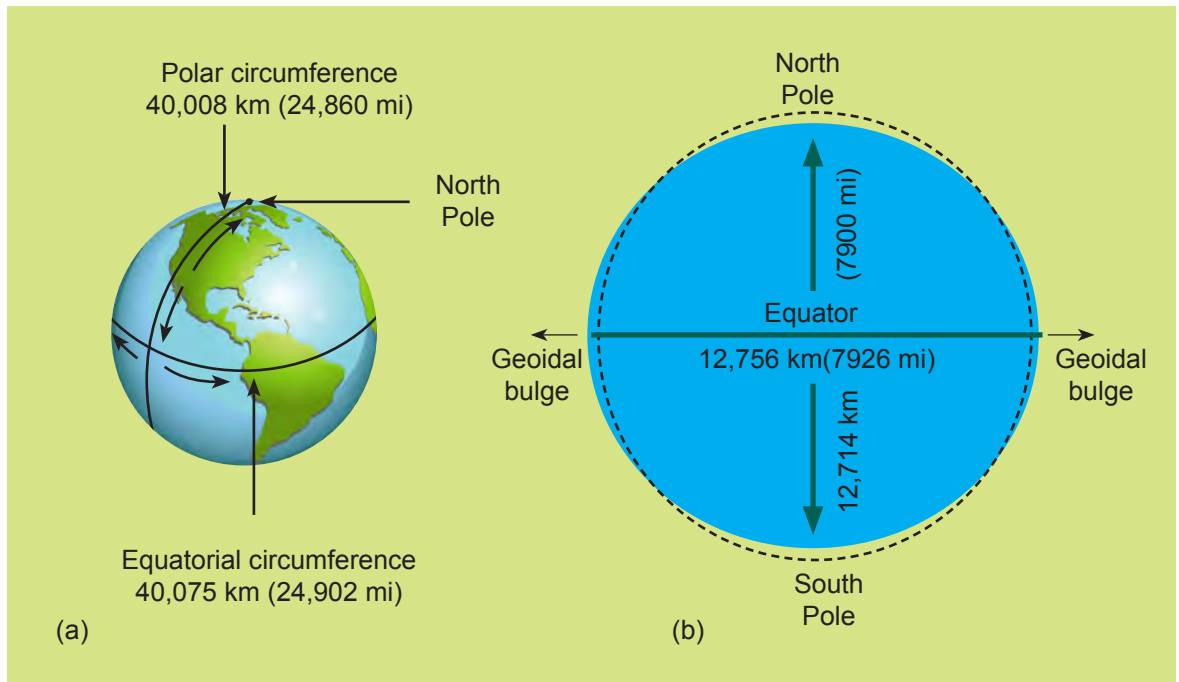 Polar circumference
40,008 km (24,860 mi)
North
Pole
Equatorial circumference
40,075 km (24,902 mi)
(a)
North
Pole
(7900 mi)
Equator
Geoidal
bulge
12,756 km(7926 mi)
Geoidal
bulge
12,714 km
South
Pole
(b)